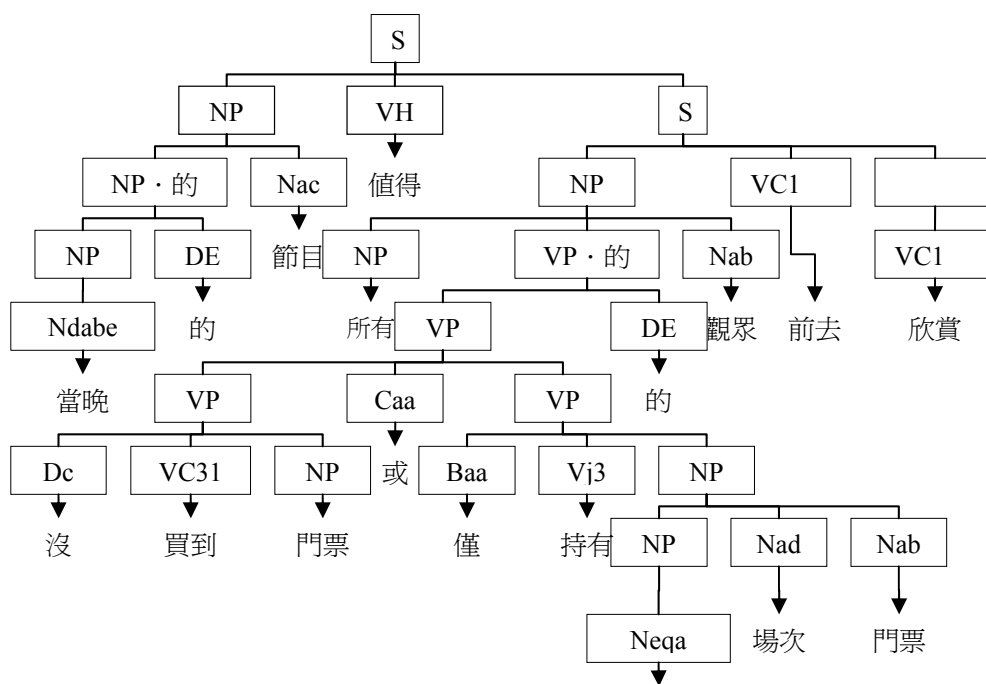 S
NP VH S
NP‧的 Nac 值得 NP VC1
NP DE 節目 NP VP‧的 Nab VC1
Ndabe 的 所有 VP DE 觀眾 前去 欣賞
當晚 VP Caa VP 的
Dc VC31 NP 或 Baa Vj3 NP
沒 買到 門票 僅 持有 NP Nad Nab
Neqa 場次 門票